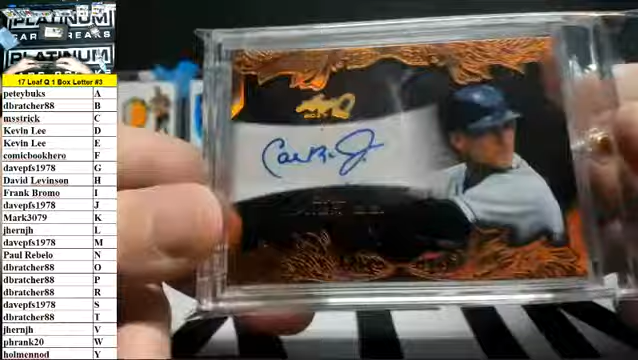 PLATINUM
PLATINUM
17 Leaf Q 1 Box Letter #3
peteybuks A
dbratcher88 B
msstrick C
Kevin Lee D
Kevin Lee E
comicbookhero F
davepfs1978 G
David Levinson H
Frank Bromo I
davepfs1978 J
Mark3079 K
jhernjh L
davepfs1978 M
Paul Rebelo N
dbratcher88 O
dbratcher88 P
dbratcher88 R
davepfs1978 S
dbratcher88 T
jhernjh V
phrank20 W
holmennod Y